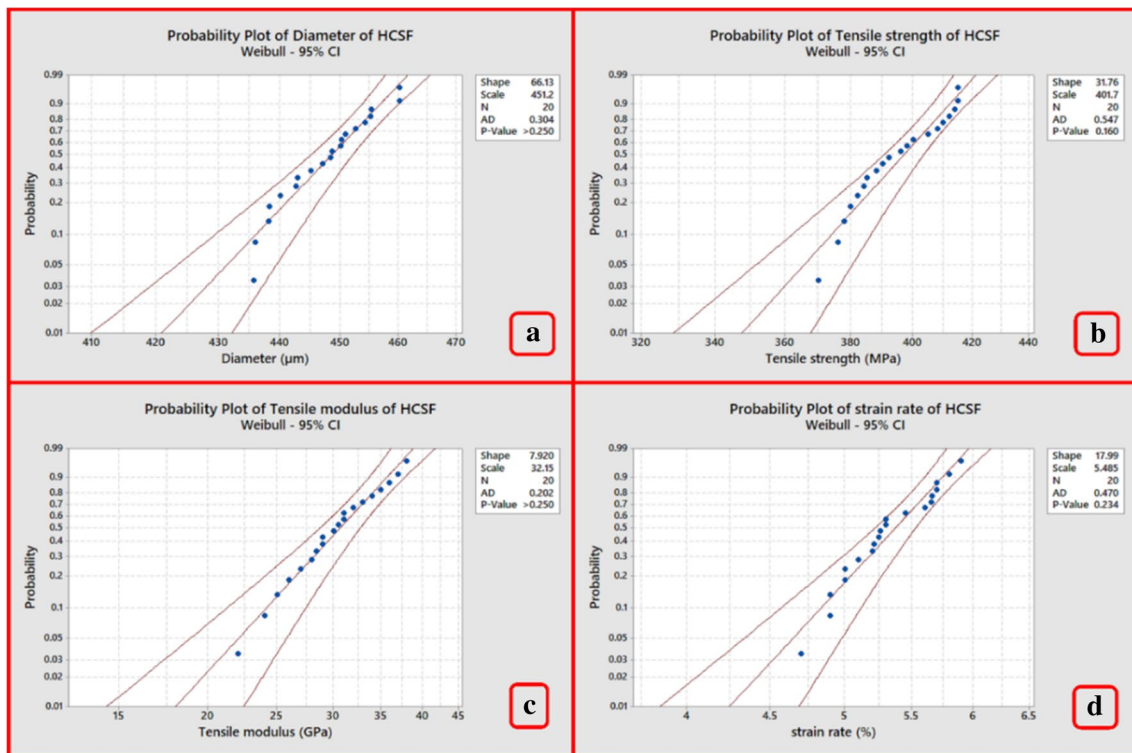 Probability Plot of Diameter of HCSF
Weibull - 95% CI
0.99
0.9
0.8
0.7
0.6
0.5
0.4
0.3
0.2
0.1
0.05
0.03
0.02
0.01
Probability
410 420 430 440 450 460 470
Diameter (µm)
Shape 66.13
Scale 451.2
N 20
AD 0.304
P-Value >0.250
a
Probability Plot of Tensile strength of HCSF
Weibull - 95% CI
0.99
0.9
0.8
0.7
0.6
0.5
0.4
0.3
0.2
0.1
0.05
0.03
0.02
0.01
Probability
320 340 360 380 400 420 440
Tensile strength (MPa)
Shape 31.76
Scale 401.7
N 20
AD 0.547
P-Value 0.160
b
Probability Plot of Tensile modulus of HCSF
Weibull - 95% CI
0.99
0.9
0.8
0.7
0.6
0.5
0.4
0.3
0.2
0.1
0.05
0.03
0.02
0.01
Probability
15 20 25 30 35 40 45
Tensile modulus (GPa)
Shape 7.920
Scale 32.15
N 20
AD 0.202
P-Value >0.250
c
Probability Plot of strain rate of HCSF
Weibull - 95% CI
0.99
0.9
0.8
0.7
0.6
0.5
0.4
0.3
0.2
0.1
0.05
0.03
0.02
0.01
Probability
4 4.5 5 5.5 6 6.5
strain rate (%)
Shape 17.99
Scale 5.485
N 20
AD 0.470
P-Value 0.234
d